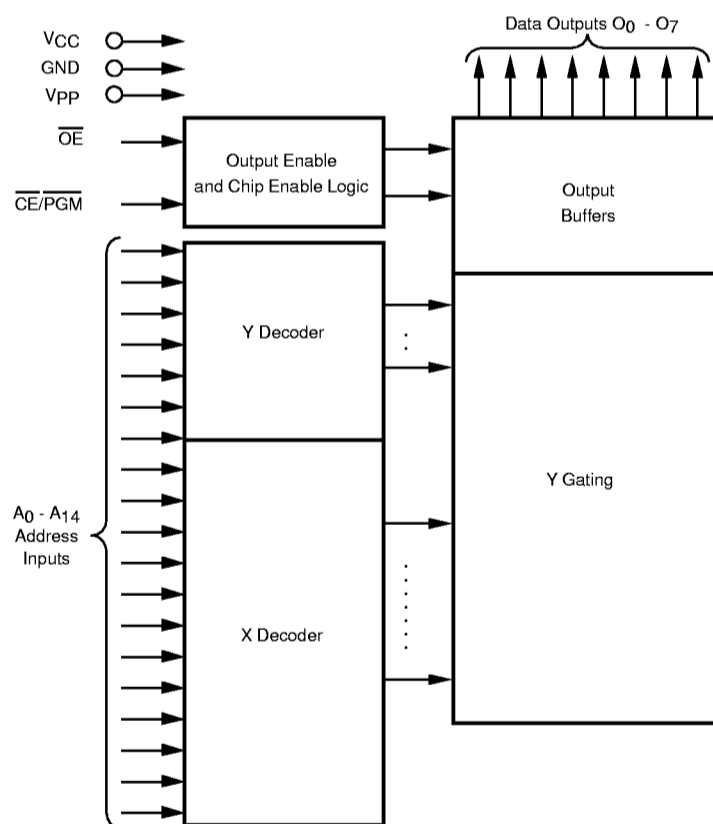 Data Outputs O0 - O7
VCC
GND
VPP
OE
CE/PGM
Output Enable
and Chip Enable Logic
Output
Buffers
Y Decoder
Y Gating
A0 - A14
Address
Inputs
X Decoder